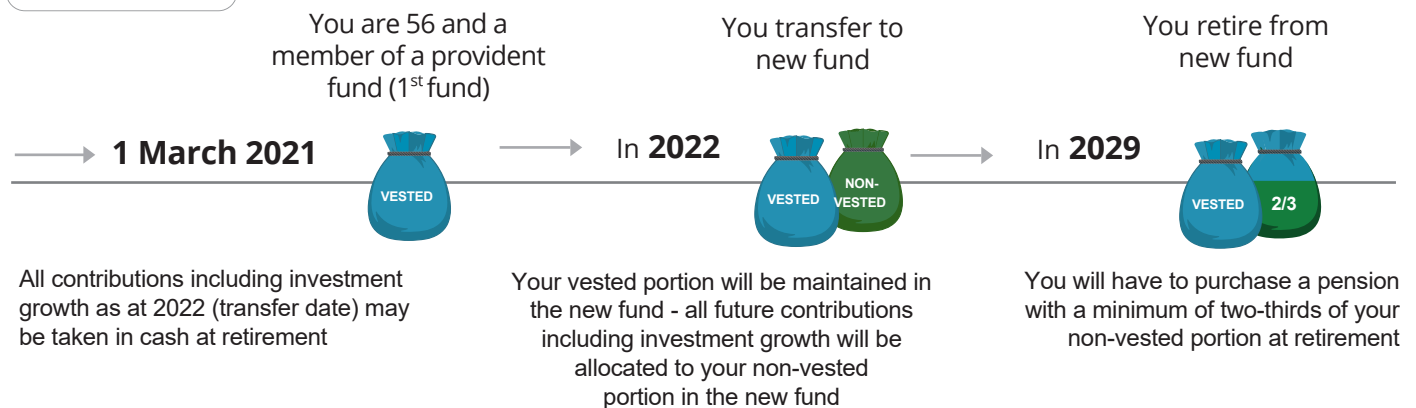 You are 56 and a
member of a provident
fund (1st fund)
You transfer to
new fund
You retire from
new fund
1 March 2021
In 2022
In 2029
VESTED
VESTED
NON-
VESTED
VESTED
2/3
All contributions including investment
growth as at 2022 (transfer date) may
be taken in cash at retirement
Your vested portion will be maintained in
the new fund - all future contributions
including investment growth will be
allocated to your non-vested
portion in the new fund
You will have to purchase a pension
with a minimum of two-thirds of your
non-vested portion at retirement